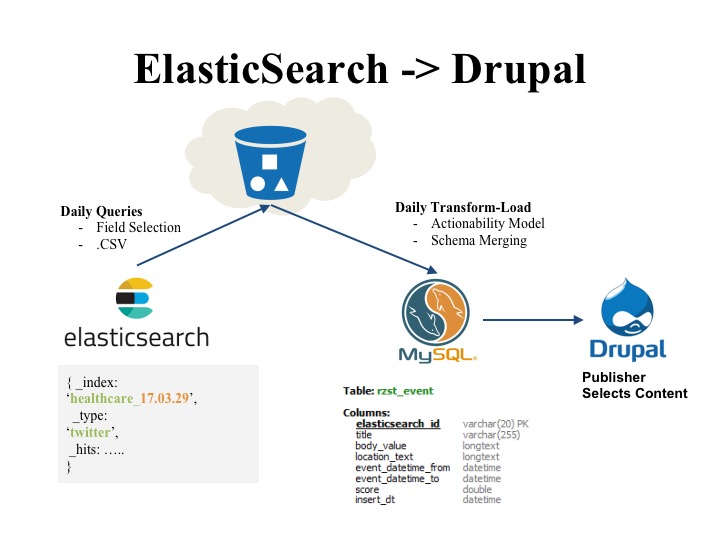 ElasticSearch -> Drupal
Daily Queries
- Field Selection
- .CSV
Daily Transform-Load
- Actionability Model
- Schema Merging
elasticsearch
MySQL®
Drupal
Publisher
Selects Content
{ _index:
‘healthcare_17.03.29’,
_type:
‘twitter’,
_hits: …..
}
Table: rzst_event
Columns:
elasticsearch_id varchar(20) PK
title varchar(255)
body_value longtext
location_text longtext
event_datetime_from datetime
event_datetime_to datetime
score double
insert_dt datetime